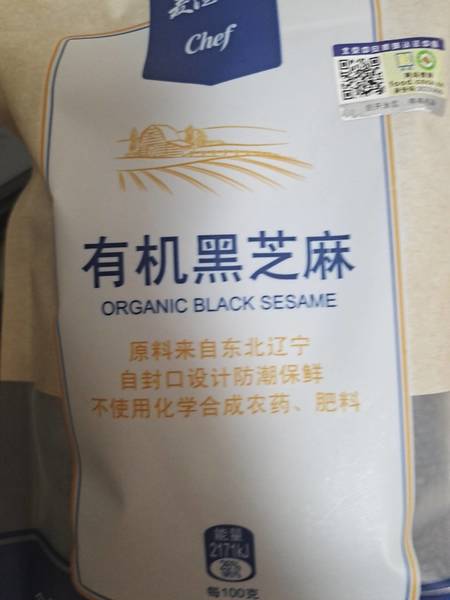 Chef
有机黑芝麻
ORGANIC BLACK SESAME
原料来自东北辽宁
自封口设计防潮保鲜
不使用化学合成农药、肥料
能量
2171kJ
26%
每100克